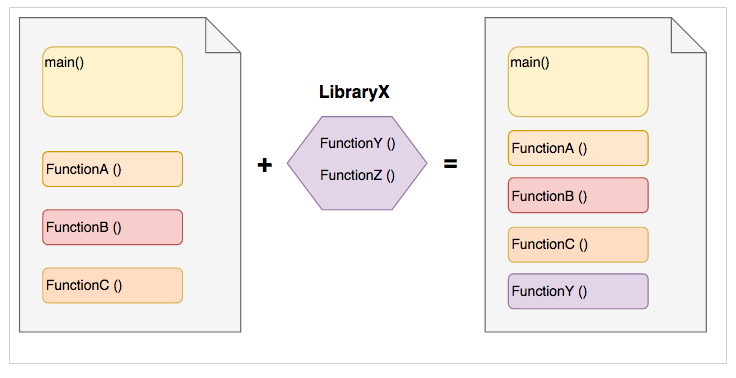 main()
FunctionA ()
FunctionB ()
FunctionC ()
+
LibraryX
FunctionY ()
FunctionZ ()
=
main()
FunctionA ()
FunctionB ()
FunctionC ()
FunctionY ()